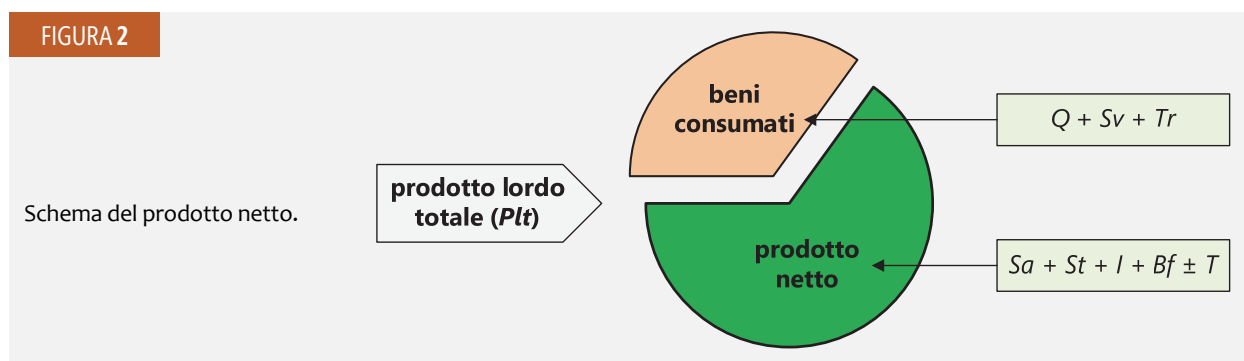 FIGURA 2
beni
consumati
Q + Sv + Tr
prodotto lordo
totale (Plt)
Schema del prodotto netto.
prodotto
netto
Sa + St + I + Bf ± T